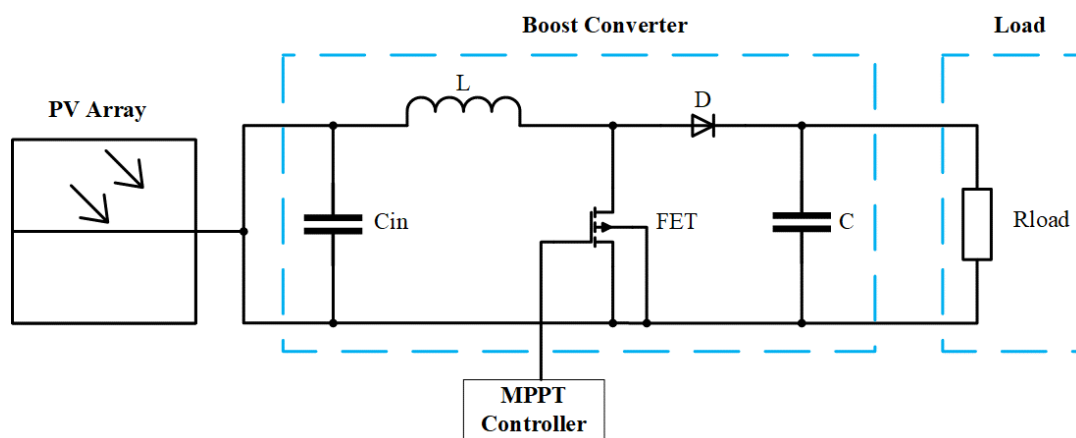 Boost Converter
Load
PV Array
L
D
Cin
FET
C
Rload
MPPT
Controller